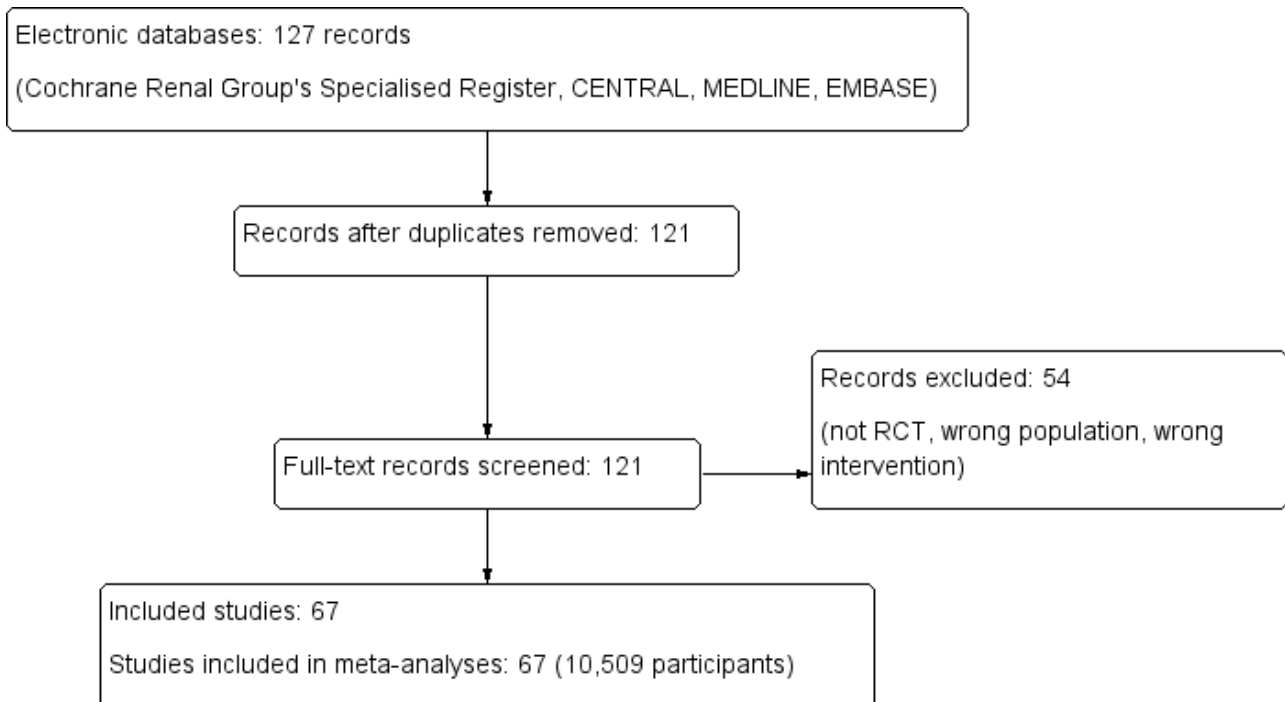 Electronic databases: 127 records
(Cochrane Renal Group's Specialised Register, CENTRAL, MEDLINE, EMBASE)
Records after duplicates removed: 121
Records excluded: 54
(not RCT, wrong population, wrong
intervention)
Full-text records screened: 121
Included studies: 67
Studies included in meta-analyses: 67 (10,509 participants)